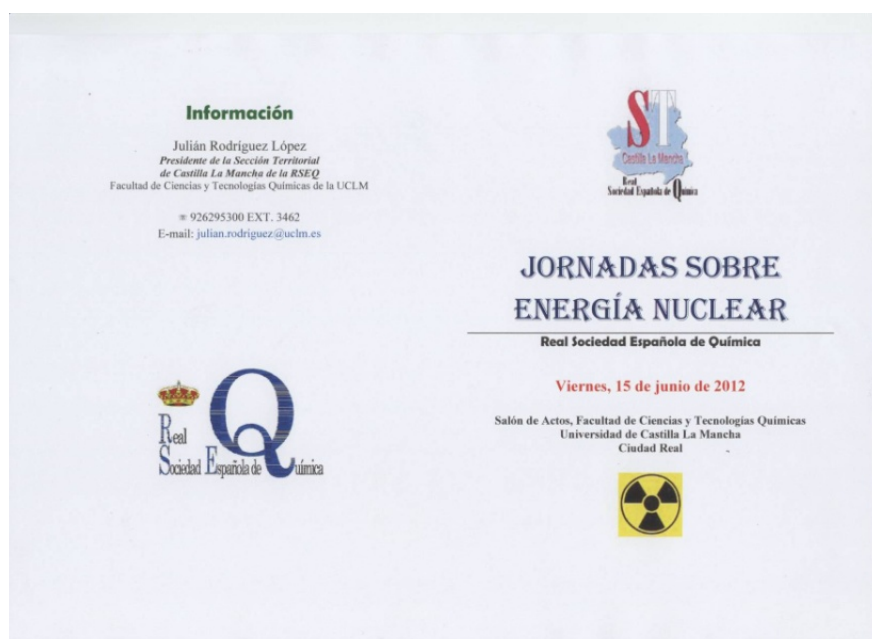 Información
Julián Rodríguez López
Presidente de la Sección Territorial
de Castilla La Mancha de la RSEQ
Facultad de Ciencias y Tecnologías Químicas de la UCLM
☏ 926295300 EXT. 3462
E-mail: julian.rodriguez@uclm.es
Real
Sociedad Española de Química
ST
Castilla La Mancha
Real
Sociedad Española de Química
JORNADAS SOBRE
ENERGÍA NUCLEAR
Real Sociedad Española de Química
Viernes, 15 de junio de 2012
Salón de Actos, Facultad de Ciencias y Tecnologías Químicas
Universidad de Castilla La Mancha
Ciudad Real